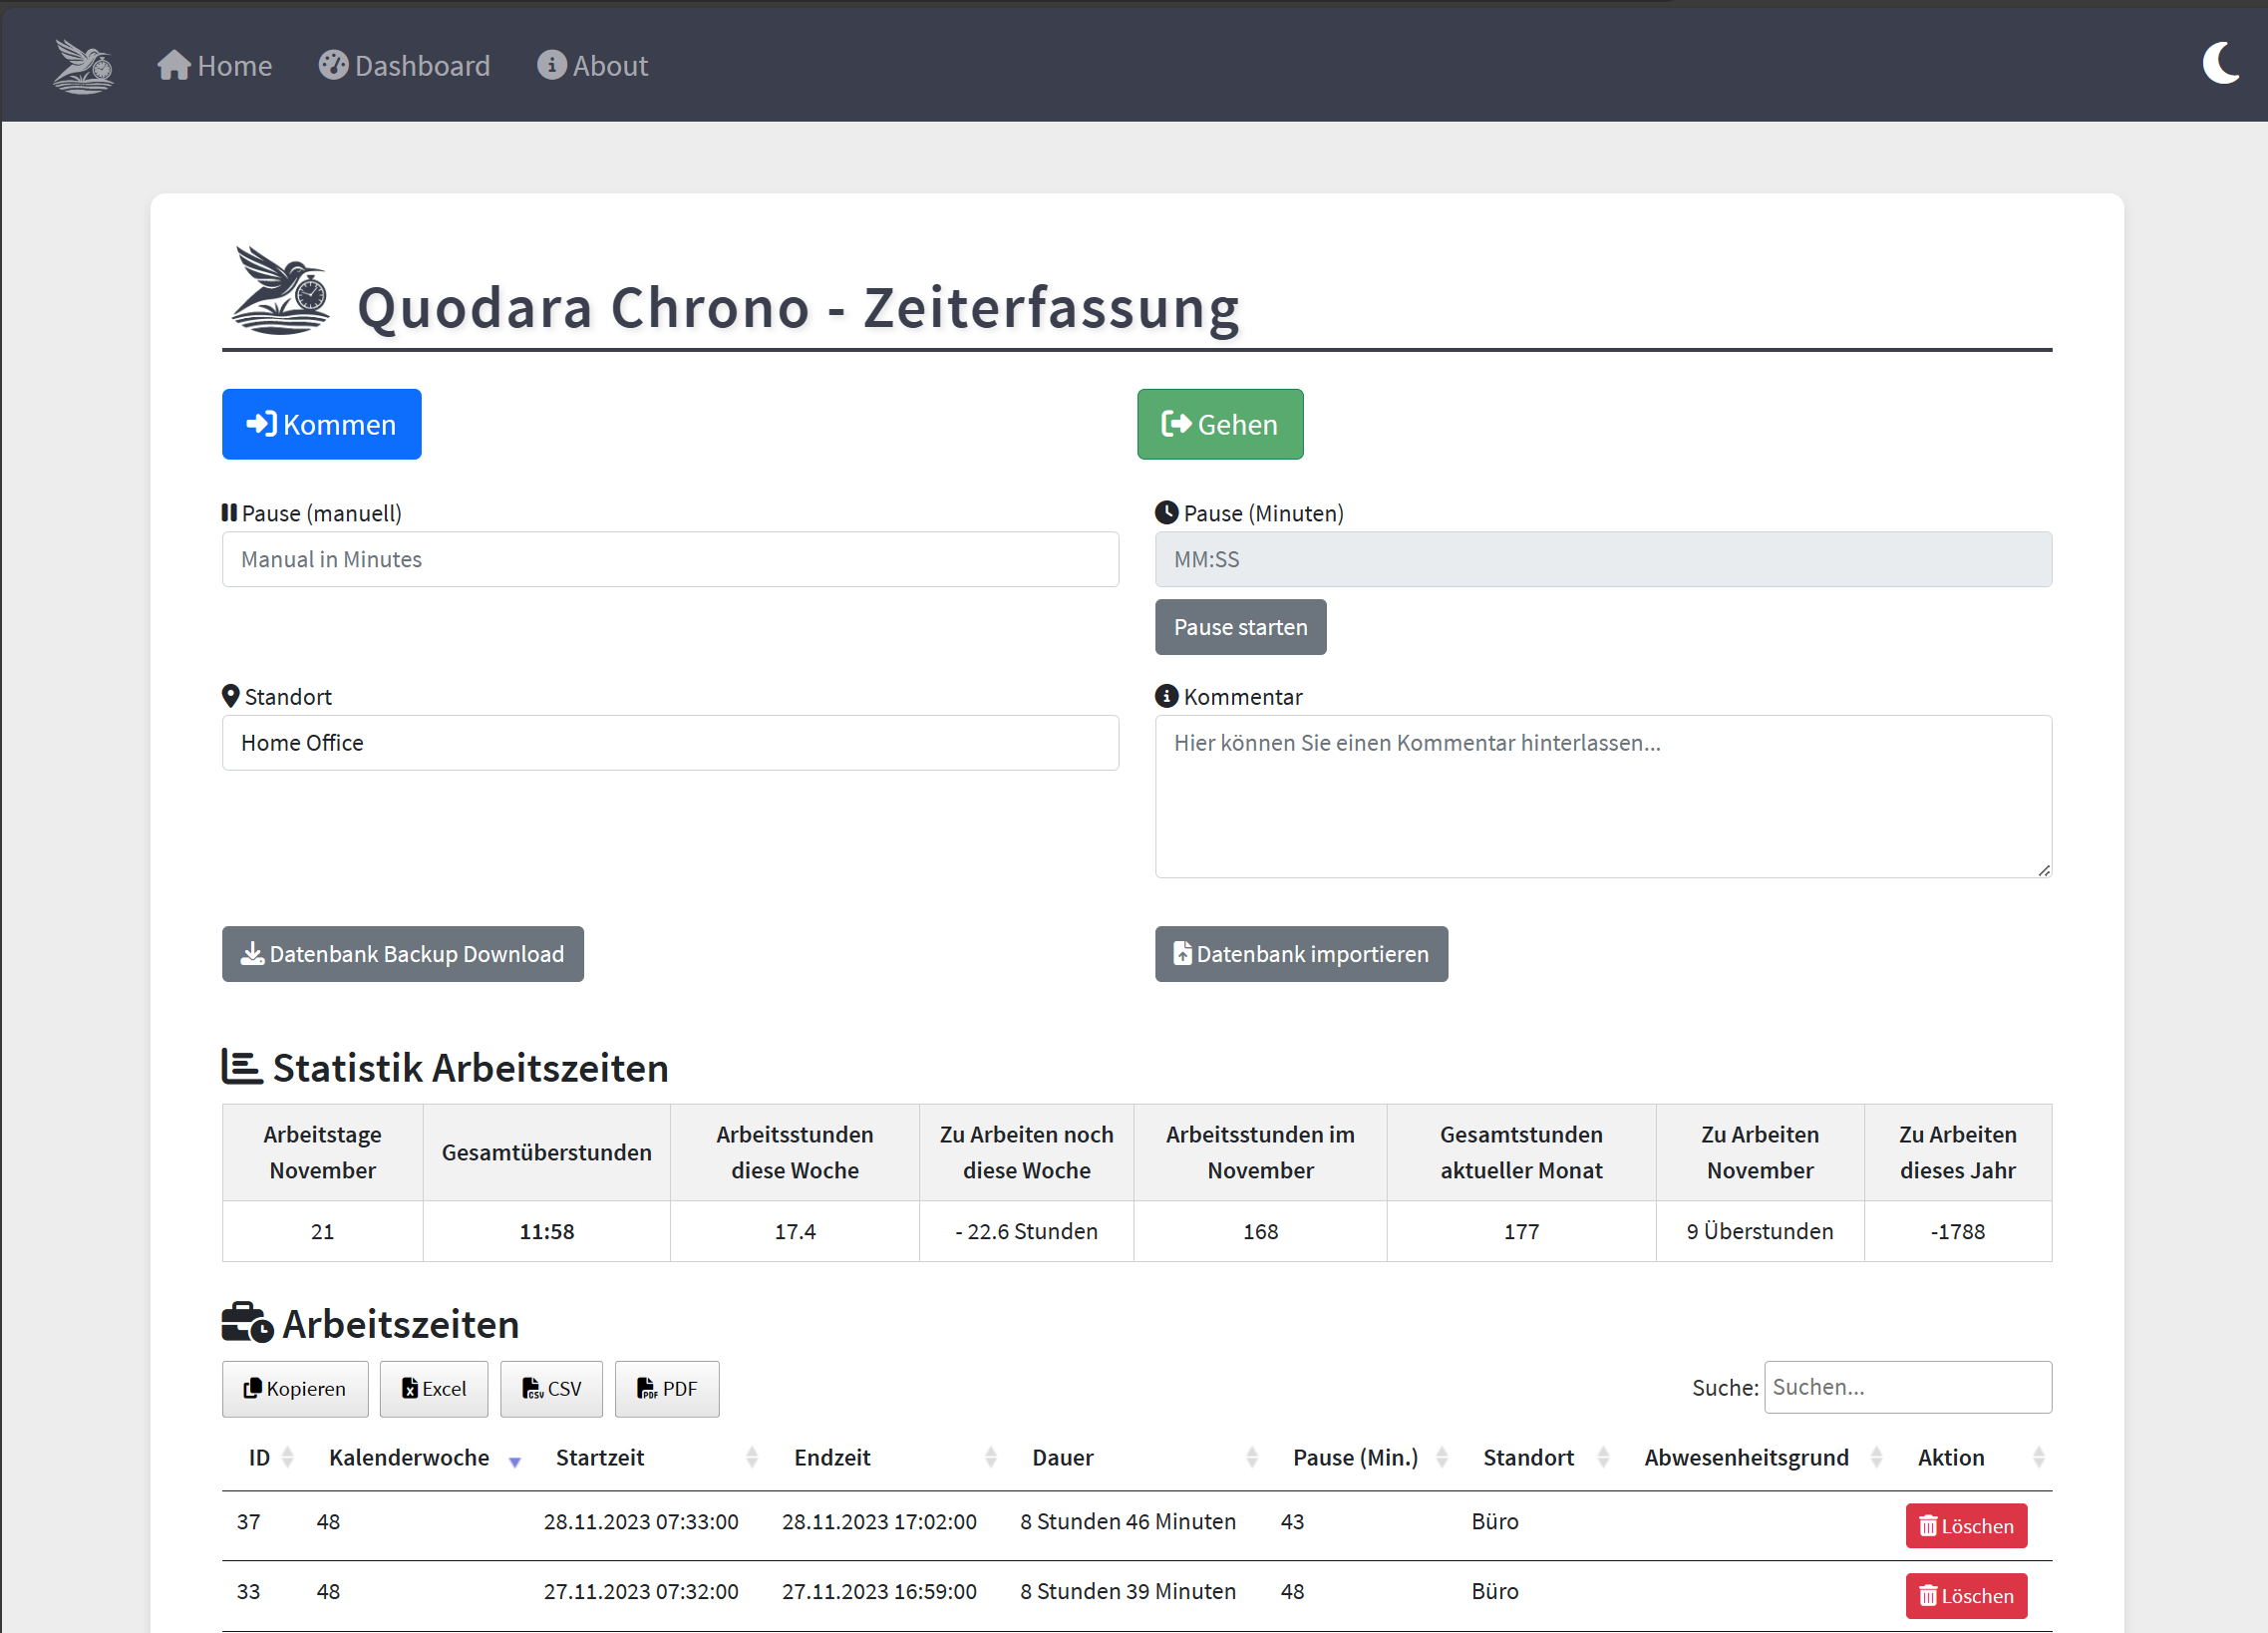 Home Dashboard About
Quodara Chrono - Zeiterfassung
Kommen Gehen
Pause (manuell) Pause (Minuten)
Manual in Minutes MM:SS
Pause starten
Standort Kommentar
Home Office Hier können Sie einen Kommentar hinterlassen...
Datenbank Backup Download Datenbank importieren
Statistik Arbeitszeiten
Arbeitstage November Gesamtüberstunden Arbeitsstunden diese Woche Zu Arbeiten noch diese Woche Arbeitsstunden im November Gesamtstunden aktueller Monat Zu Arbeiten November Zu Arbeiten dieses Jahr
21 11:58 17.4 - 22.6 Stunden 168 177 9 Überstunden -1788
Arbeitszeiten
Kopieren Excel CSV CSV PDF PDF Suche: Suchen...
ID Kalenderwoche Startzeit Endzeit Dauer Pause (Min.) Standort Abwesenheitsgrund Aktion
37 48 28.11.2023 07:33:00 28.11.2023 17:02:00 8 Stunden 46 Minuten 43 Büro Löschen
33 48 27.11.2023 07:32:00 27.11.2023 16:59:00 8 Stunden 39 Minuten 48 Büro Löschen